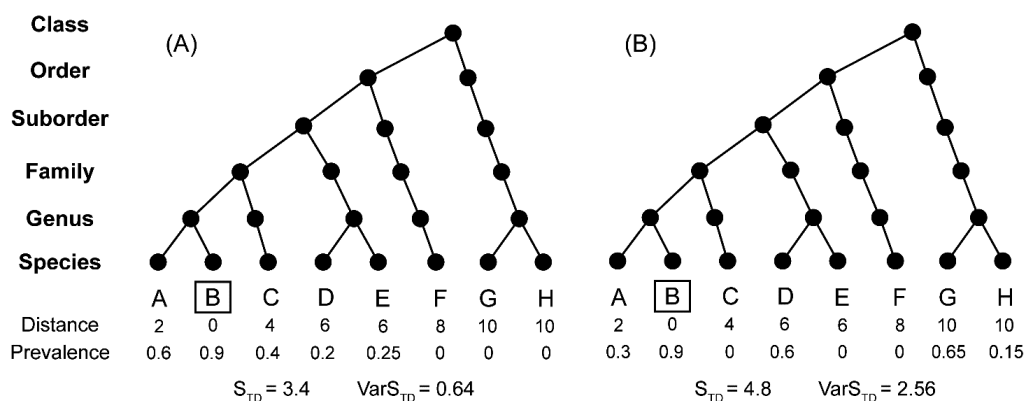 Class
(A)
(B)
Order
Suborder
Family
Genus
Species
A B C D E F G H
A B C D E F G H
Distance 2 0 4 6 6 8 10 10
2 0 4 6 6 8 10 10
Prevalence 0.6 0.9 0.4 0.2 0.25 0 0 0
0.3 0.9 0 0.6 0 0 0.65 0.15
S_TD = 3.4 VarS_TD = 0.64
S_TD = 4.8 VarS_TD = 2.56